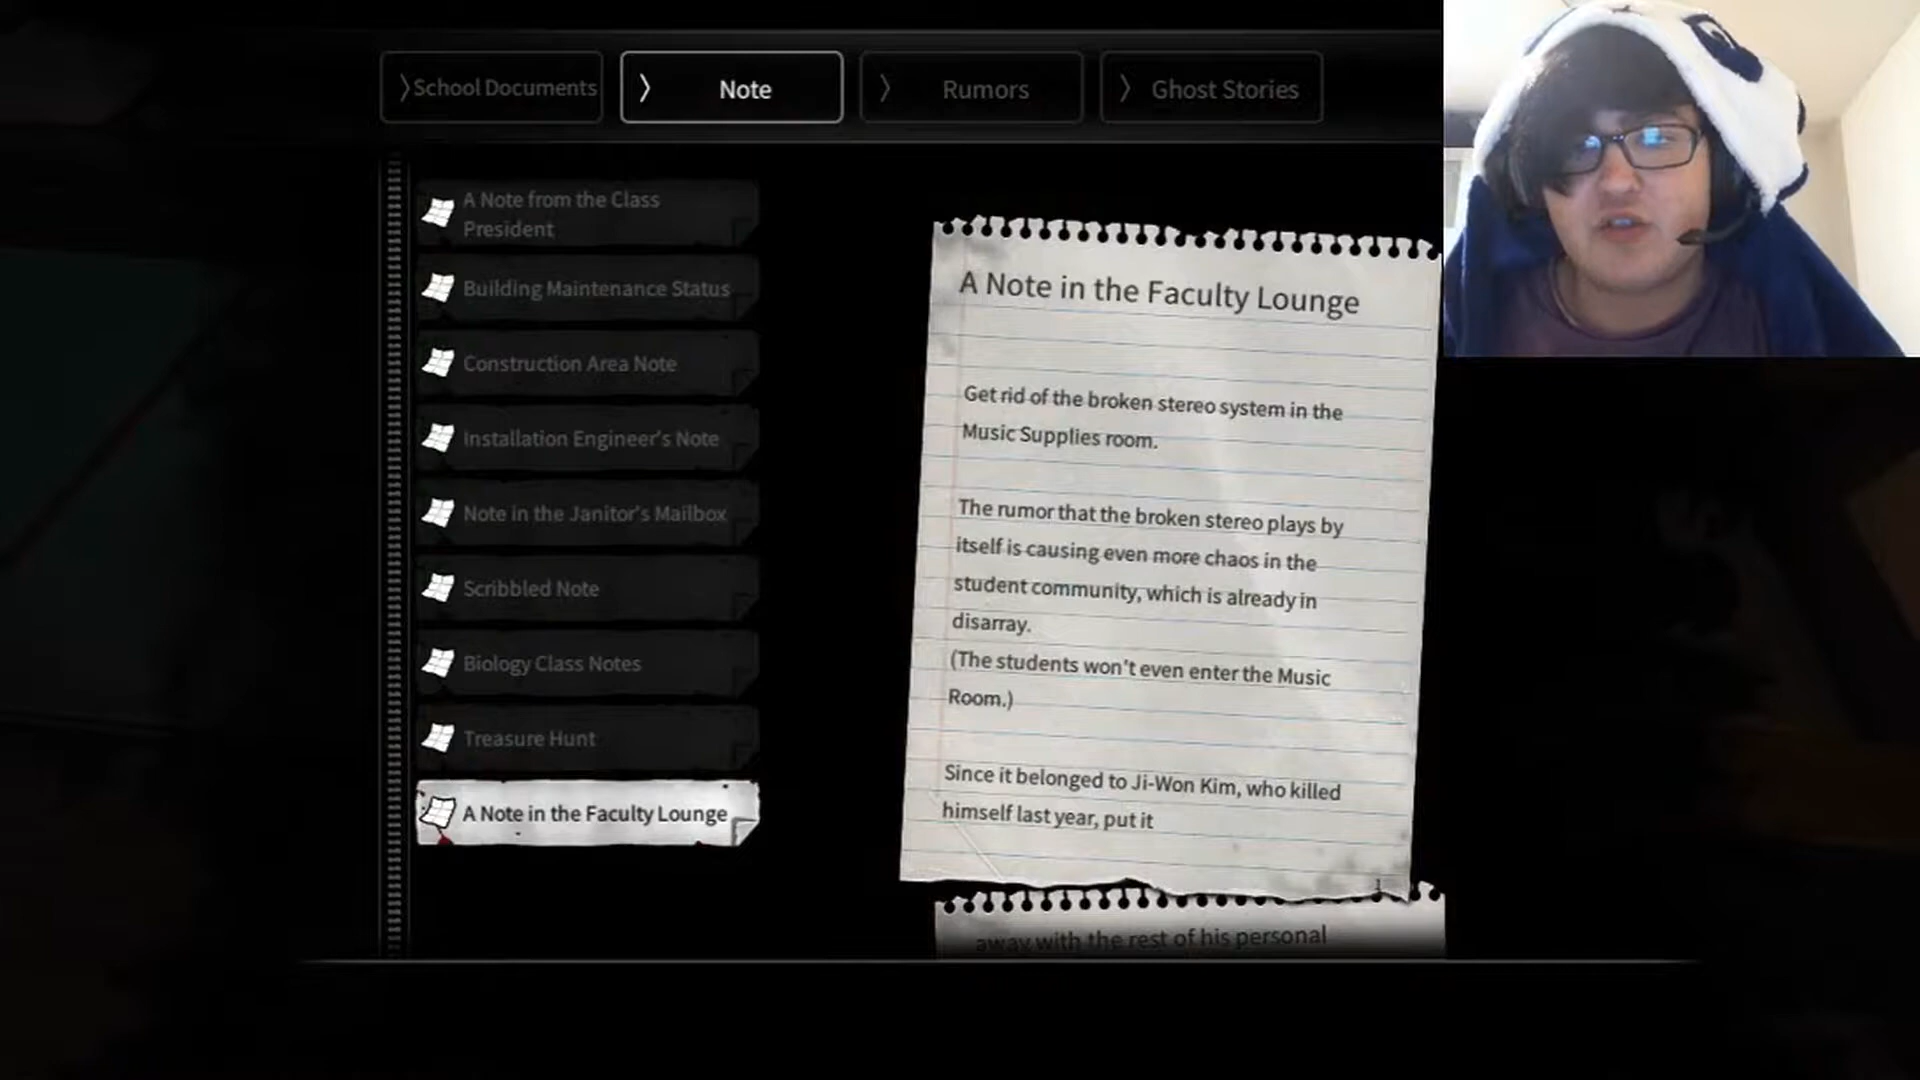 School Documents
Note
Rumors
Ghost Stories
A Note from the Class
President
Building Maintenance Status
Construction Area Note
Installation Engineer's Note
Note in the Janitor's Mailbox
Scribbled Note
Biology Class Notes
Treasure Hunt
A Note in the Faculty Lounge
A Note in the Faculty Lounge
Get rid of the broken stereo system in the
Music Supplies room.
The rumor that the broken stereo plays by
itself is causing even more chaos in the
student community, which is already in
disarray.
(The students won't even enter the Music
Room.)
Since it belonged to Ji-Won Kim, who killed
himself last year, put it
1
away with the rest of his personal